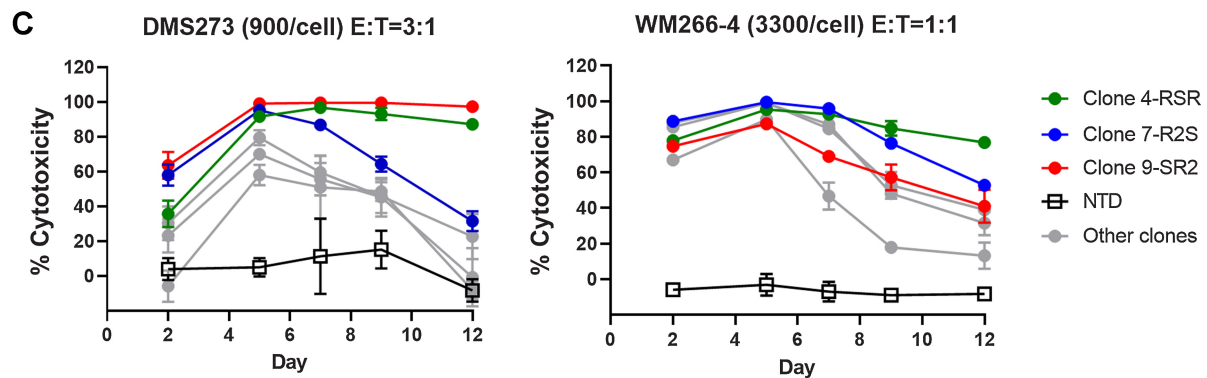 C
DMS273 (900/cell) E:T=3:1
% Cytotoxicity
120
100
80
60
40
20
0
0 2 4 6 8 10 12
Day
WM266-4 (3300/cell) E:T=1:1
% Cytotoxicity
120
100
80
60
40
20
0
0 2 4 6 8 10 12
Day
Clone 4-RSR
Clone 7-R2S
Clone 9-SR2
NTD
Other clones